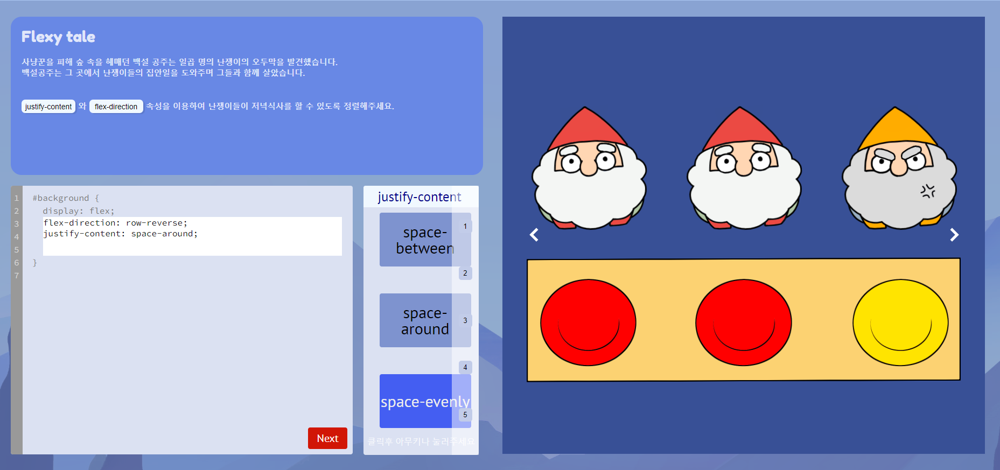 Flexy tale
사냥꾼을 피해 숲 속을 헤매던 백설 공주는 일곱 명의 난쟁이의 오두막을 발견했습니다.
백설공주는 그 곳에서 난쟁이들의 집안일을 도와주며 그들과 함께 살았습니다.
justify-content 와 flex-direction 속성을 이용하여 난쟁이들이 저녁식사를 할 수 있도록 정렬해주세요.
1 #background {
2 display: flex;
3 flex-direction: row-reverse;
4 justify-content: space-around;
5
6 }
7
Next
justify-content
space-
between
1
2
space-
around
3
4
space-evenly
5
클릭후 아무키나 눌러주세요